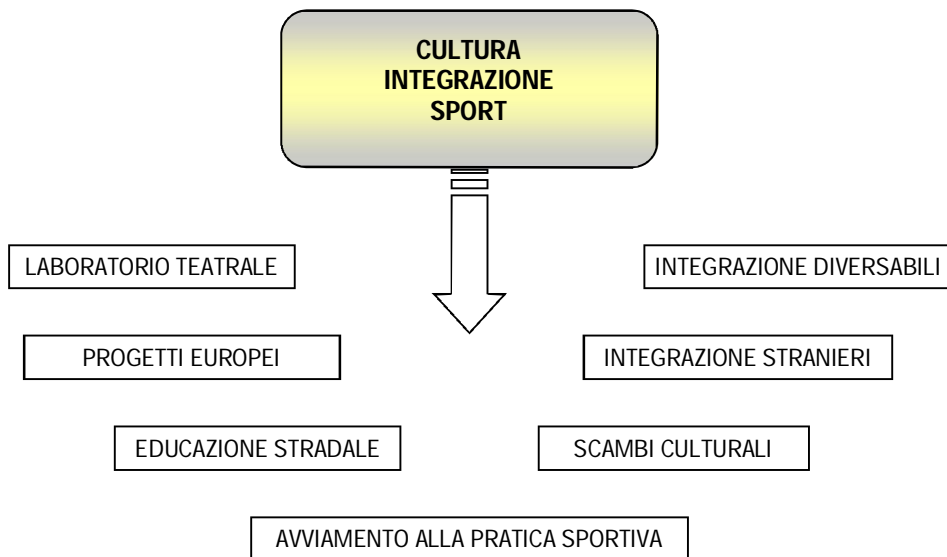 CULTURA
INTEGRAZIONE
SPORT
LABORATORIO TEATRALE
INTEGRAZIONE DIVERSABILI
PROGETTI EUROPEI
INTEGRAZIONE STRANIERI
EDUCAZIONE STRADALE
SCAMBI CULTURALI
AVVIAMENTO ALLA PRATICA SPORTIVA